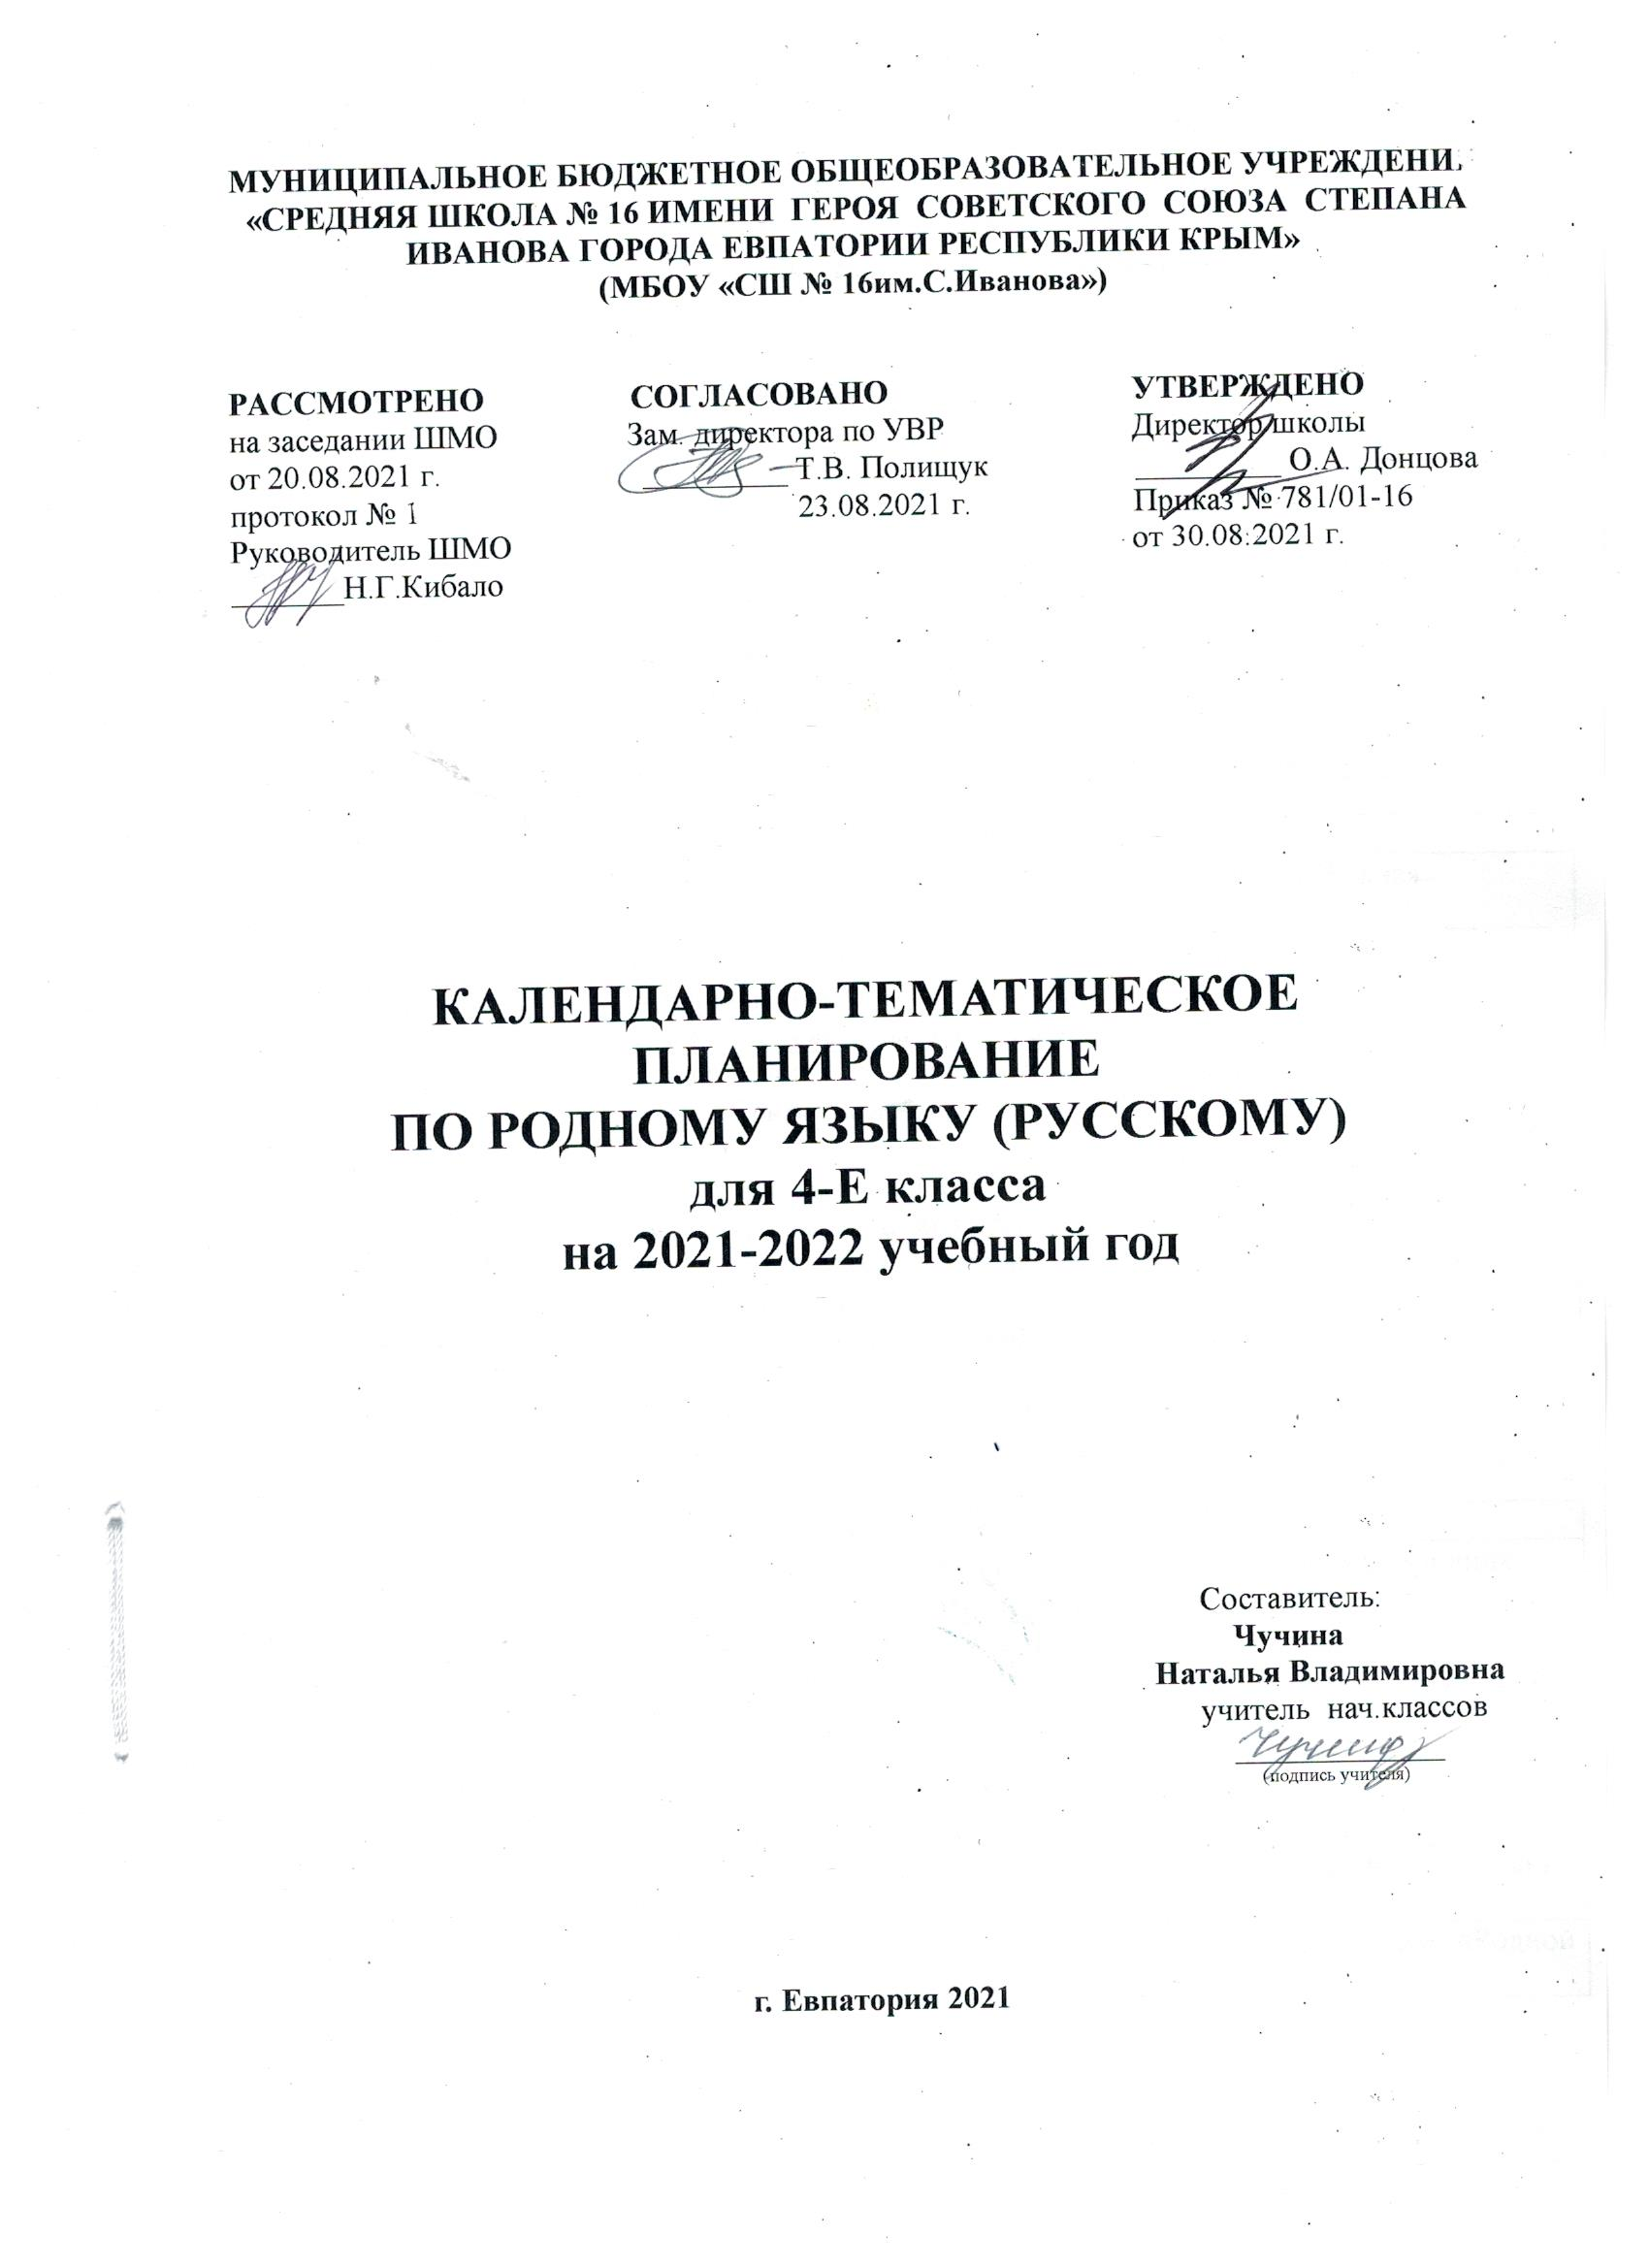 МУНИЦИПАЛЬНОЕ БЮДЖЕТНОЕ ОБЩЕОБРАЗОВАТЕЛЬНОЕ УЧРЕЖДЕНИ
«СРЕДНЯЯ ШКОЛА № 16 ИМЕНИ ГЕРОЯ СОВЕТСКОГО СОЮЗА СТЕПАНА
ИВАНОВА ГОРОДА ЕВПАТОРИИ РЕСПУБЛИКИ КРЫМ»
(МБОУ «СШ № 16им.С.Иванова»)
РАССМОТРЕНО
на заседании ШМО
от 20.08.2021 г.
протокол № 1
Руководитель ШМО
Н.Г.Кибало
СОГЛАСОВАНО
Зам. директора по УВР
Т.В. Полищук
23.08.2021 г.
УТВЕРЖДЕНО
Директор школы
О.А. Донцова
Приказ № 781/01-16
от 30.08.2021 г.
КАЛЕНДАРНО-ТЕМАТИЧЕСКОЕ
ПЛАНИРОВАНИЕ
ПО РОДНОМУ ЯЗЫКУ (РУССКОМУ)
для 4-Е класса
на 2021-2022 учебный год
Составитель:
Чучина
Наталья Владимировна
учитель нач.классов
(подпись учителя)
г. Евпатория 2021